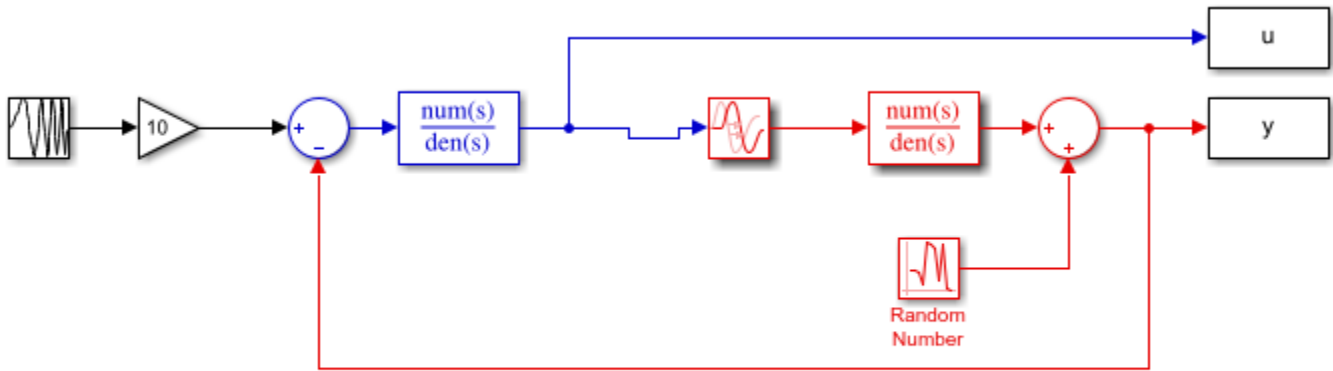 u
10
+
−
num(s)
den(s)
num(s)
den(s)
+
+
y
Random
Number